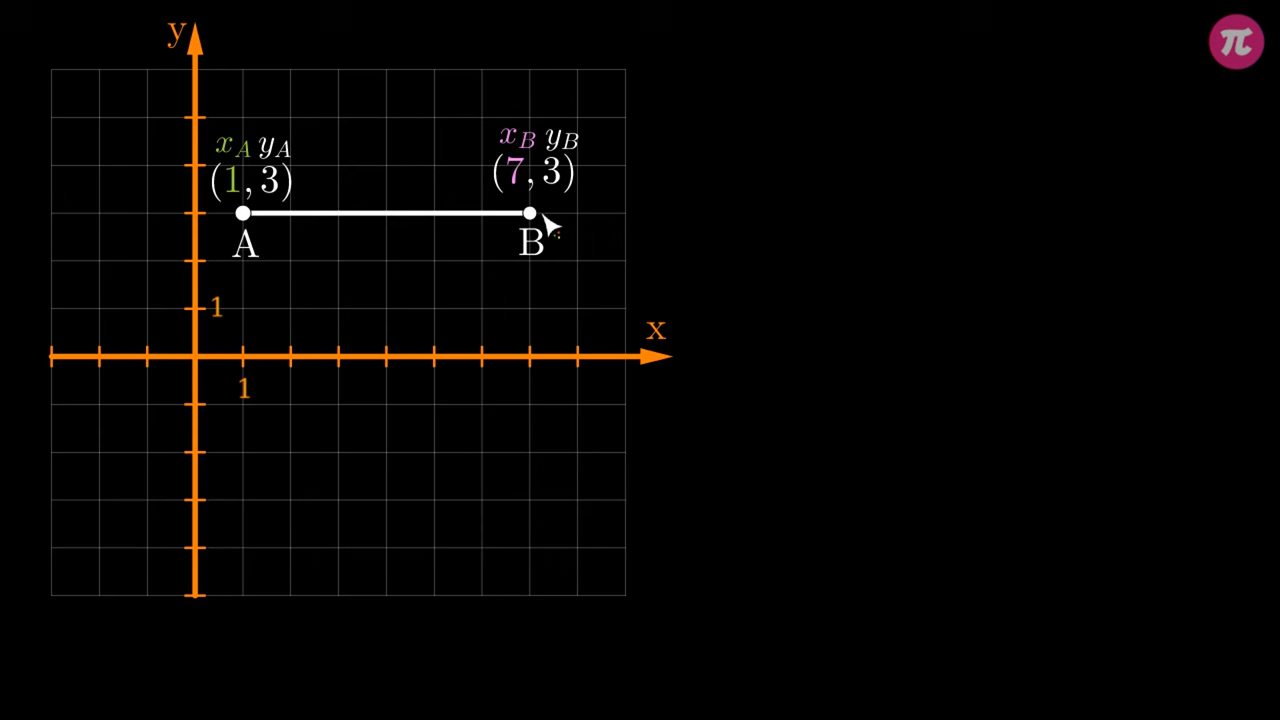 y
x_A y_A
(1, 3)
x_B y_B
(7, 3)
A
B
1
x
1
π